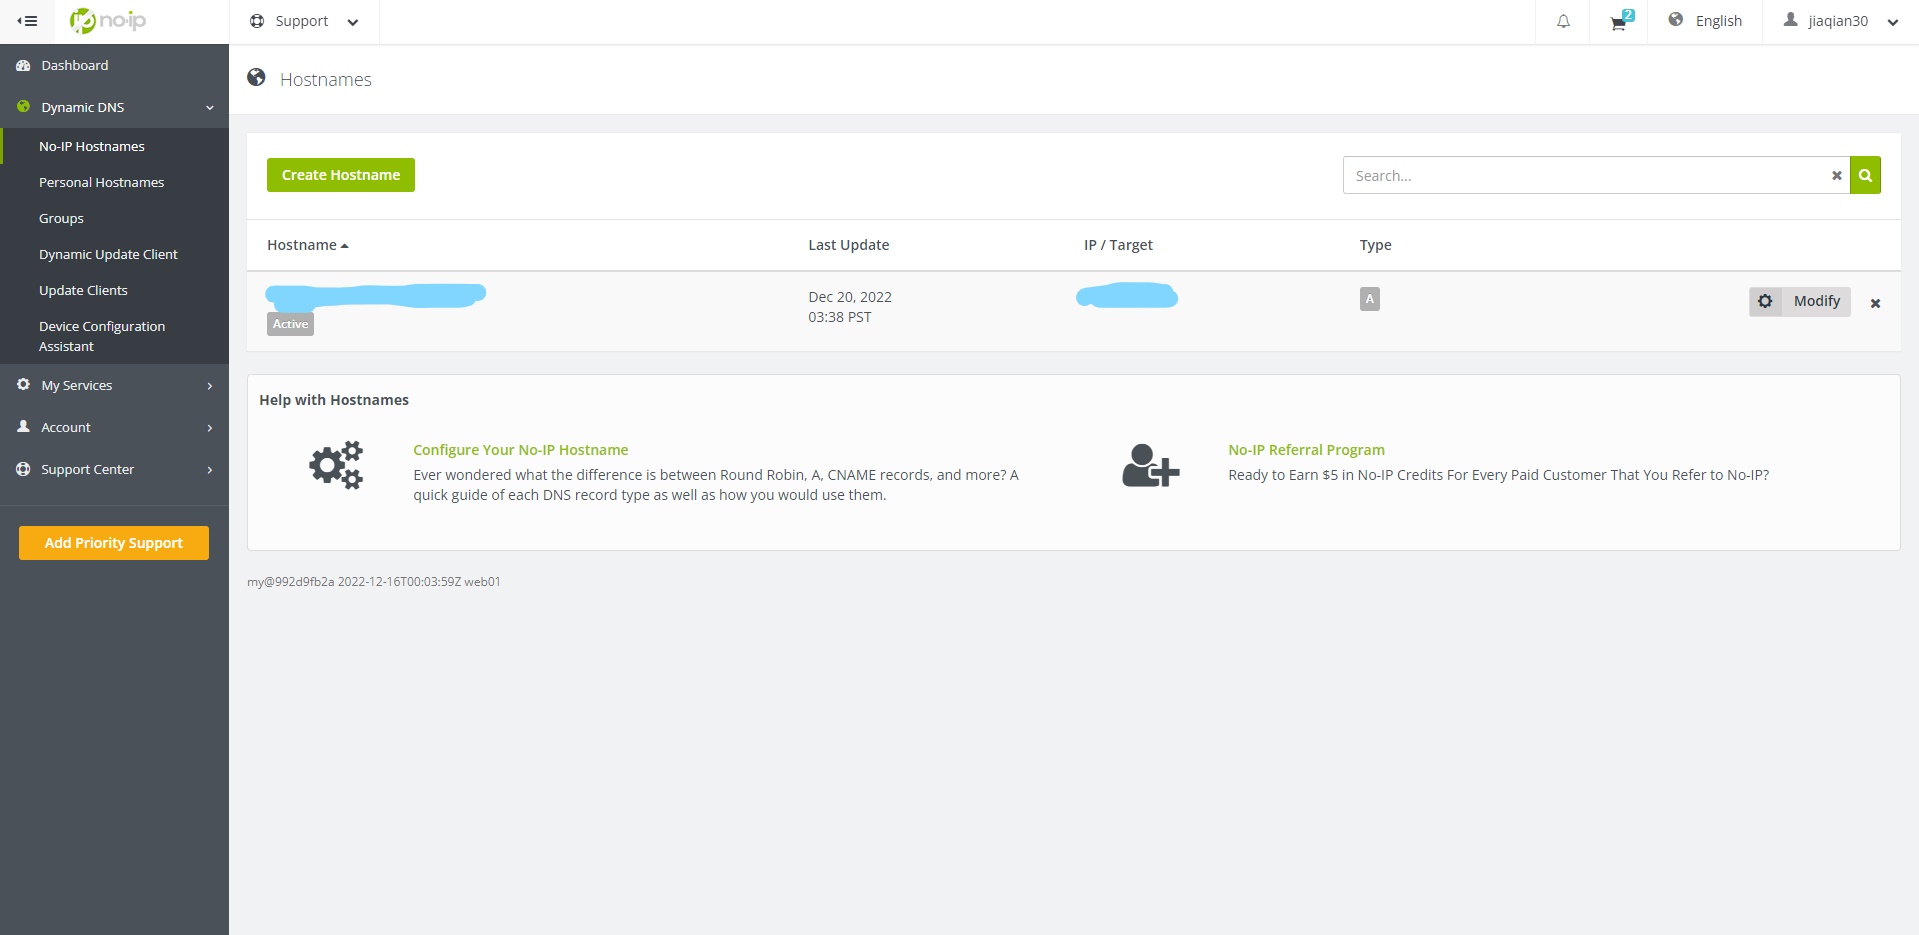 no-ip
Support
2
English
jiaqian30
Dashboard
Dynamic DNS
No-IP Hostnames
Personal Hostnames
Groups
Dynamic Update Client
Update Clients
Device Configuration
Assistant
My Services
Account
Support Center
Add Priority Support
Hostnames
Create Hostname
Search...
Hostname
Last Update
IP / Target
Type
Active
Dec 20, 2022
03:38 PST
A
Modify
Help with Hostnames
Configure Your No-IP Hostname
Ever wondered what the difference is between Round Robin, A, CNAME records, and more? A
quick guide of each DNS record type as well as how you would use them.
No-IP Referral Program
Ready to Earn $5 in No-IP Credits For Every Paid Customer That You Refer to No-IP?
my@992d9fb2a 2022-12-16T00:03:59Z web01